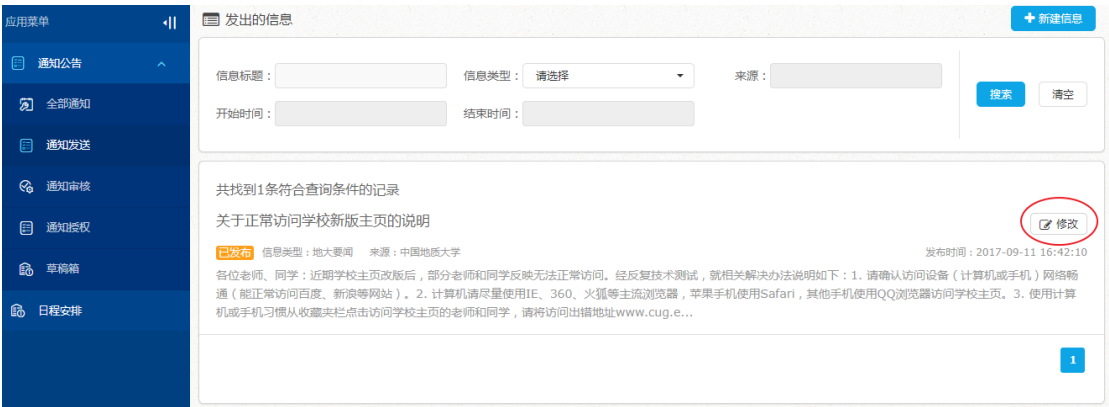 应用菜单
通知公告
全部通知
通知发送
通知审核
通知授权
草稿箱
日程安排
发出的信息
新建信息
信息标题：
信息类型： 请选择
来源：
开始时间：
结束时间：
搜索 清空
共找到1条符合查询条件的记录
关于正常访问学校新版主页的说明
修改
已发布 信息类型：地大要闻 来源：中国地质大学 发布时间：2017-09-11 16:42:10
各位老师、同学：近期学校主页改版后，部分老师和同学反映无法正常访问。经反复技术测试，就相关解决办法说明如下：1. 请确认访问设备（计算机或手机）网络畅
通（能正常访问百度、新浪等网站）。2. 计算机请尽量使用IE、360、火狐等主流浏览器，苹果手机使用Safari，其他手机使用QQ浏览器访问学校主页。3. 使用计算
机或手机习惯从收藏夹栏点击访问学校主页的老师和同学，请将访问出错地址www.cug.e...
1